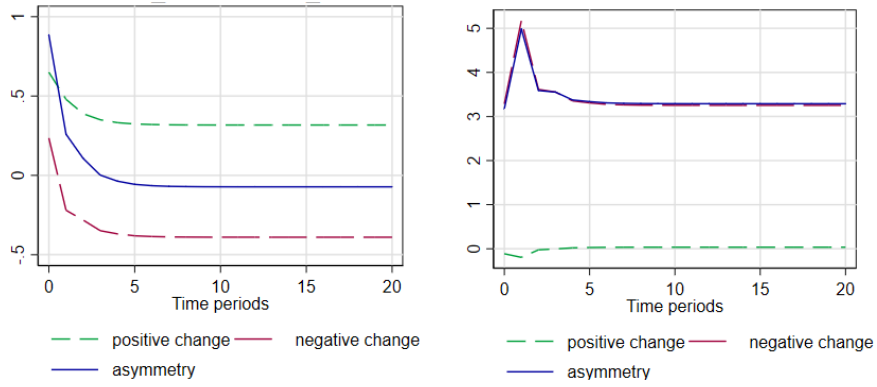 1
.5
0
-.5
0 5 10 15 20
Time periods
positive change negative change
asymmetry
5
4
3
2
1
0
0 5 10 15 20
Time periods
positive change negative change
asymmetry